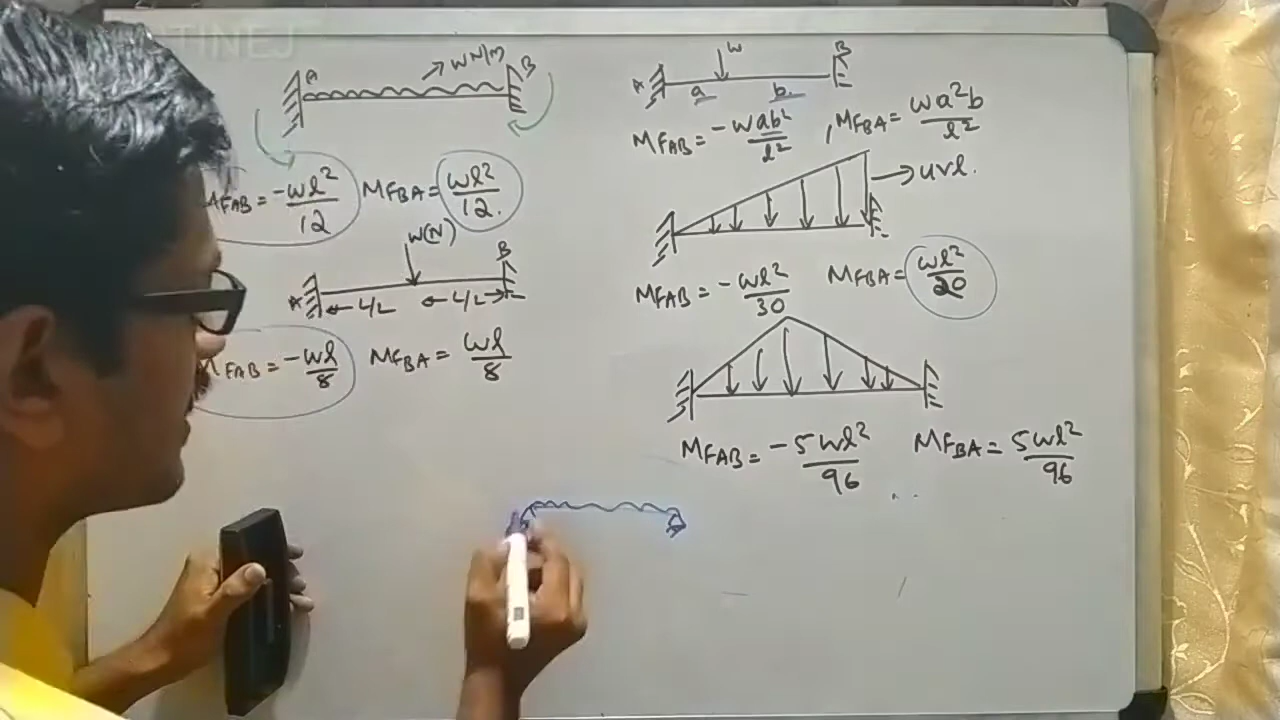 A
wN/m
B
MFAB = -wl²/12
MFBA = wl²/12.
W(N)
A
B
L/2
L/2
MFAB = -wl/8
MFBA = wl/8
A
W
B
a
b
MFAB = -wab²/l² , MFBA = wa²b/l²
uvl.
MFAB = -wl²/30
MFBA = wl²/20
MFAB = -5wl²/96
MFBA = 5wl²/96